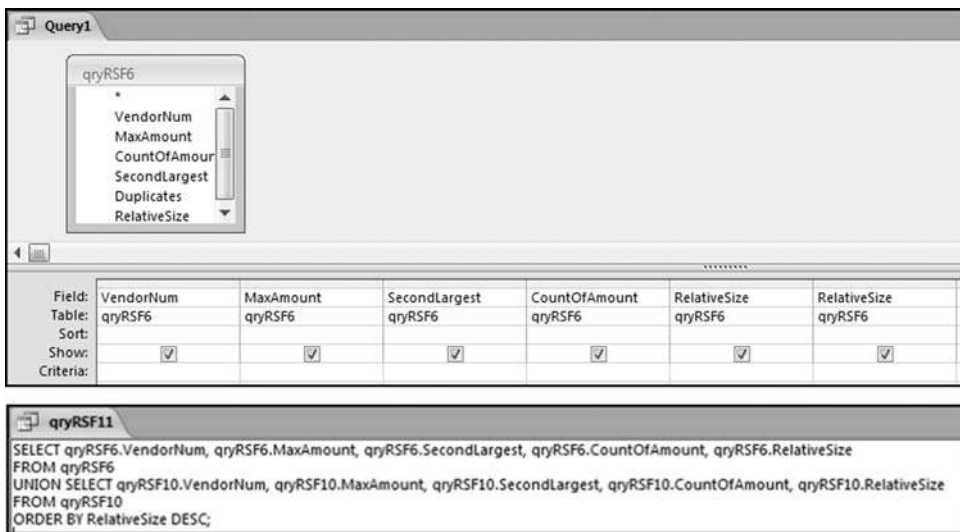 Query1
qryRSF6
*
VendorNum
MaxAmount
CountOfAmour
SecondLargest
Duplicates
RelativeSize
Field: VendorNum MaxAmount SecondLargest CountOfAmount RelativeSize RelativeSize
Table: qryRSF6 qryRSF6 qryRSF6 qryRSF6 qryRSF6 qryRSF6
Sort:
Show:
Criteria:
qryRSF11
SELECT qryRSF6.VendorNum, qryRSF6.MaxAmount, qryRSF6.SecondLargest, qryRSF6.CountOfAmount, qryRSF6.RelativeSize
FROM qryRSF6
UNION SELECT qryRSF10.VendorNum, qryRSF10.MaxAmount, qryRSF10.SecondLargest, qryRSF10.CountOfAmount, qryRSF10.RelativeSize
FROM qryRSF10
ORDER BY RelativeSize DESC;